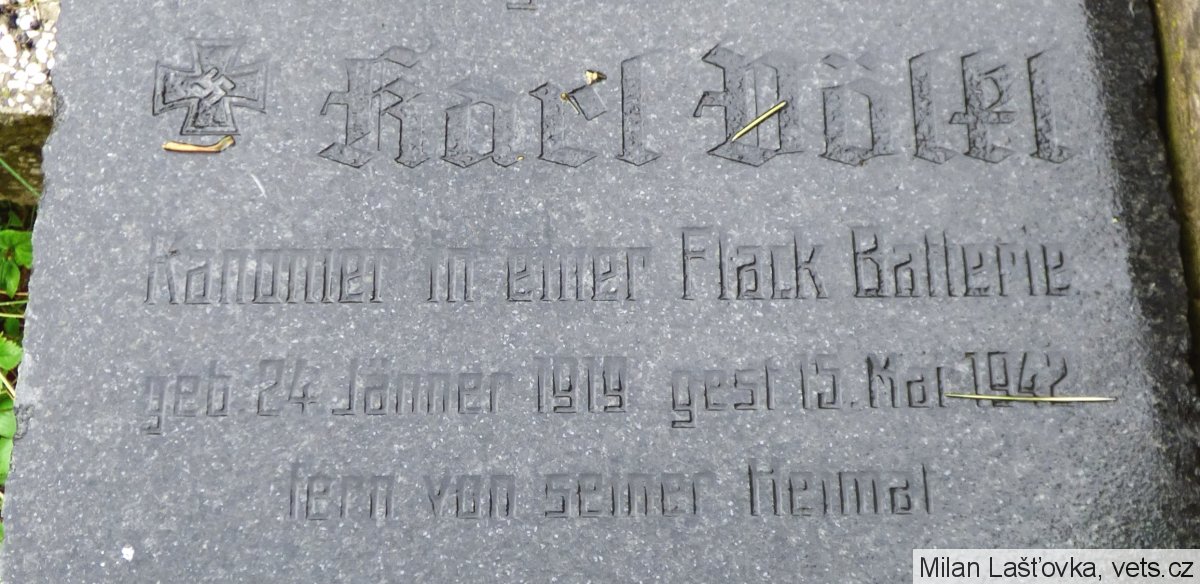 Karl Völkl
Kanonier in einer Flack Batterie
geb. 24 Jänner 1919 gest 15. Mai 1942
fern von seiner Heimat
Milan Lašťovka, vets.cz